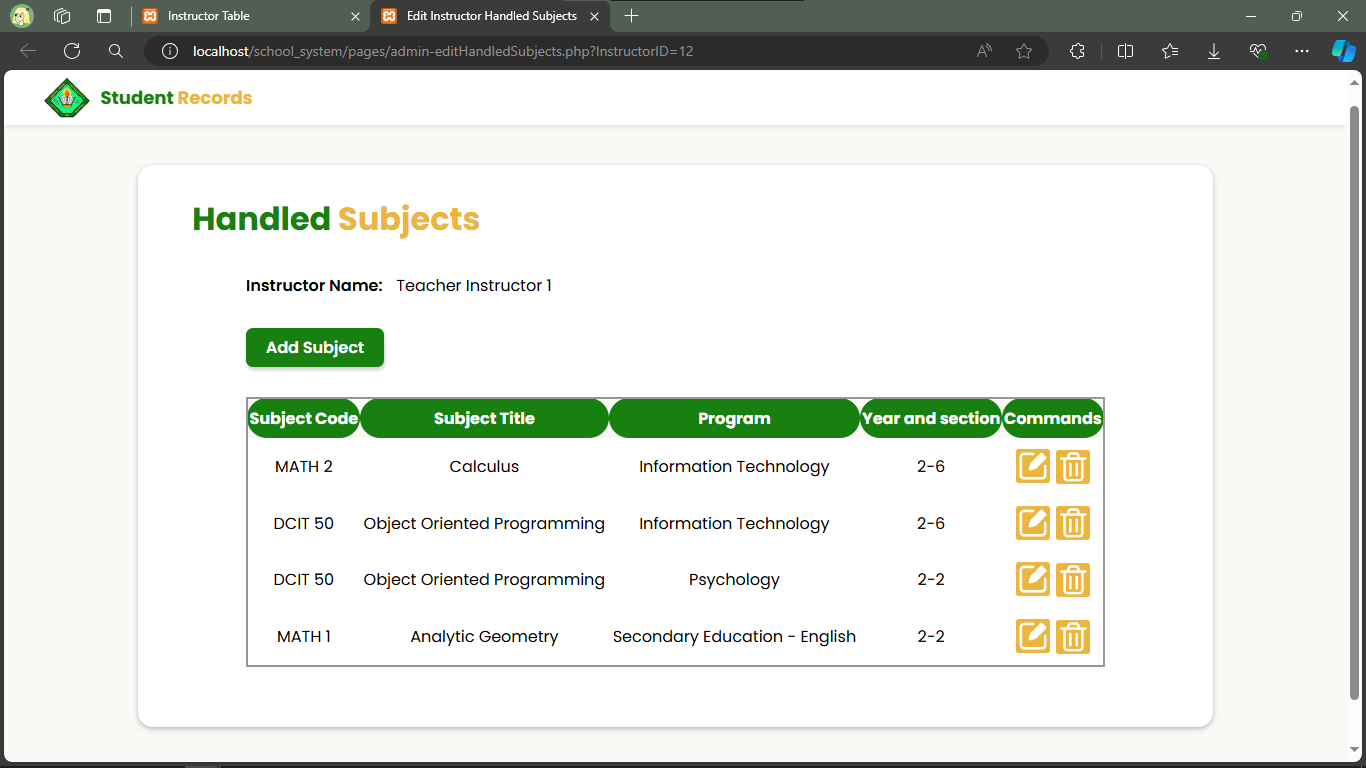 Instructor Table
Edit Instructor Handled Subjects
localhost/school_system/pages/admin-editHandledSubjects.php?InstructorID=12
Student Records
Handled Subjects
Instructor Name: Teacher Instructor 1
Add Subject
Subject Code Subject Title Program Year and section Commands
MATH 2 Calculus Information Technology 2-6
DCIT 50 Object Oriented Programming Information Technology 2-6
DCIT 50 Object Oriented Programming Psychology 2-2
MATH 1 Analytic Geometry Secondary Education - English 2-2